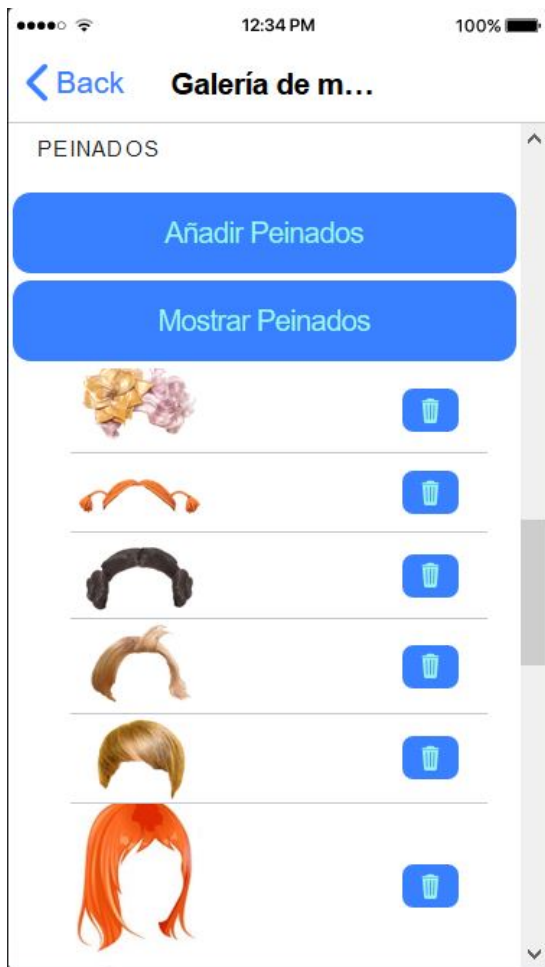 12:34 PM
100%
Back
Galería de m...
PEINADOS
Añadir Peinados
Mostrar Peinados